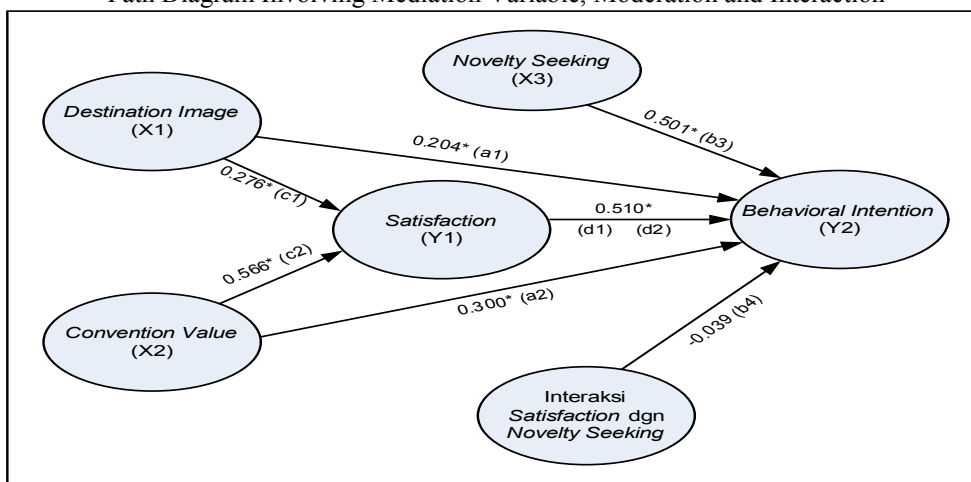 Path Diagram Involving Mediation Variable, Moderation and Interaction
Novelty Seeking
(X3)
Destination Image
(X1)
0.501* (b3)
0.204* (a1)
0.276* (c1)
Satisfaction
(Y1)
0.510*
(d1) (d2)
Behavioral Intention
(Y2)
0.566* (c2)
0.300* (a2)
Convention Value
(X2)
-0.039 (b4)
Interaksi
Satisfaction dgn
Novelty Seeking